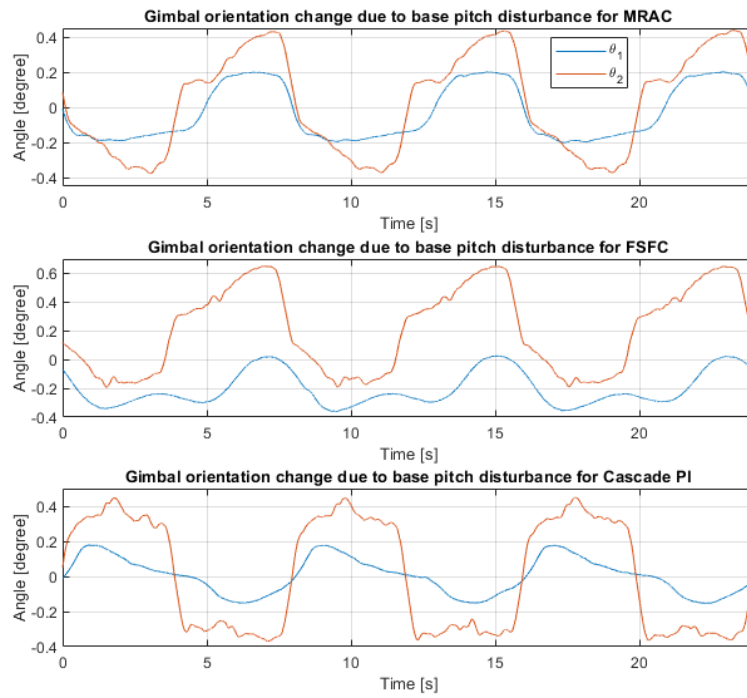 Gimbal orientation change due to base pitch disturbance for MRAC
Angle [degree]
0.4
0.2
0
-0.2
-0.4
θ1
θ2
0 5 10 15 20
Time [s]
Gimbal orientation change due to base pitch disturbance for FSFC
Angle [degree]
0.6
0.4
0.2
0
-0.2
-0.4
0 5 10 15 20
Time [s]
Gimbal orientation change due to base pitch disturbance for Cascade PI
Angle [degree]
0.4
0.2
0
-0.2
-0.4
0 5 10 15 20
Time [s]